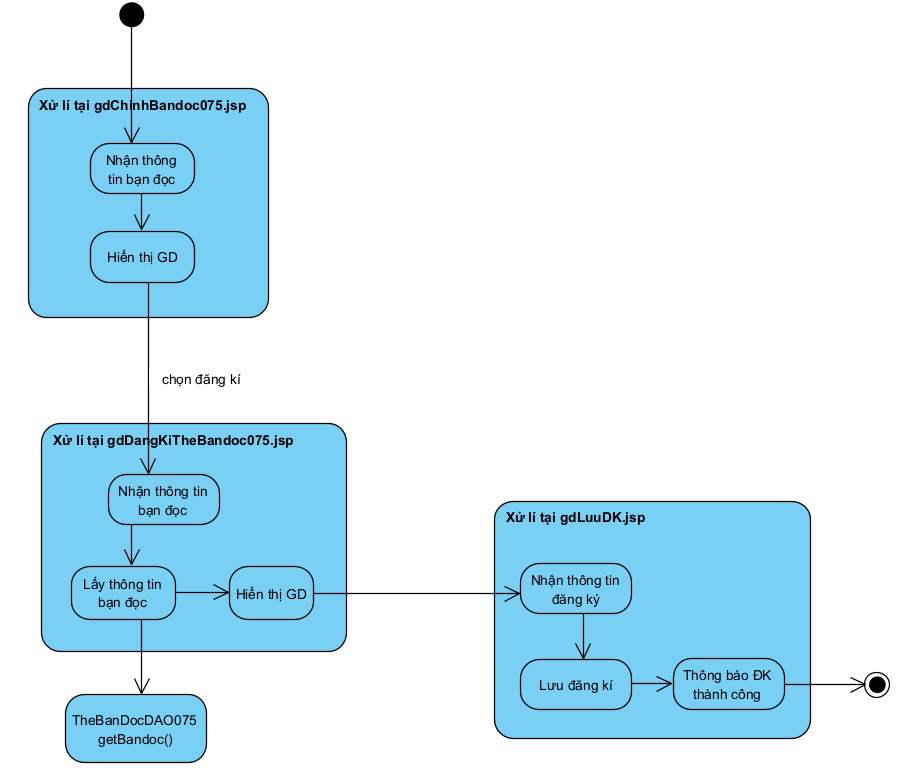 Xử lí tại gdChinhBandoc075.jsp
Nhận thông
tin bạn đọc
Hiển thị GD
chọn đăng kí
Xử lí tại gdDangKiTheBandoc075.jsp
Nhận thông tin
bạn đọc
Lấy thông tin
bạn đọc
Hiển thị GD
TheBanDocDAO075
getBandoc()
Xử lí tại gdLuuDK.jsp
Nhận thông tin
đăng ký
Lưu đăng kí
Thông báo ĐK
thành công